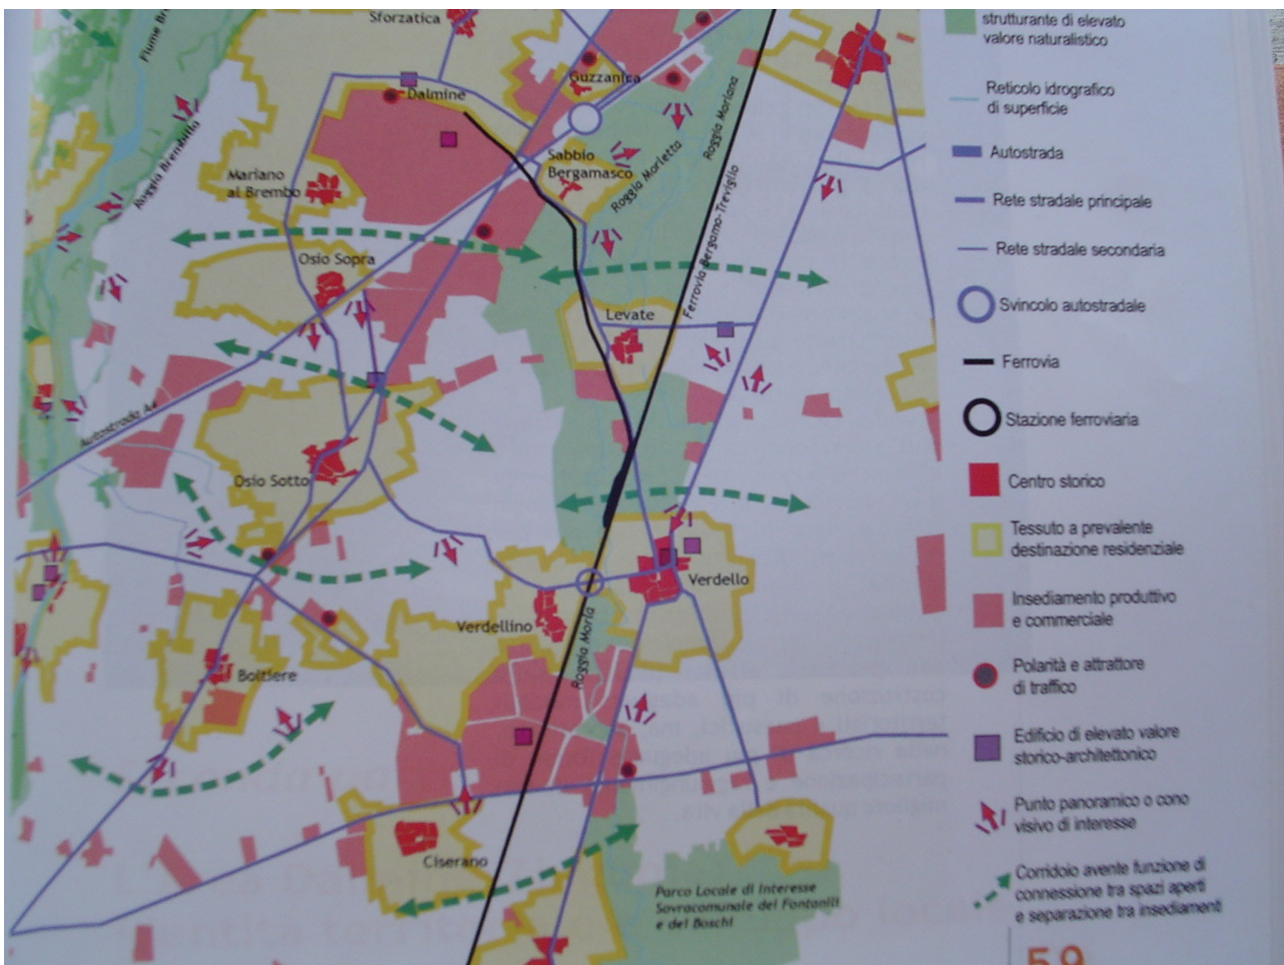 Sforzatica
Fiume Br
Guzzanica
Dalmine
Roggia Brembilla
Roggia Moriana
Sabbio
Bergamasco
Roggia Morletta
Mariano
al Brembo
Ferrovia Bergamo-Treviglio
Osio Sopra
Levate
Autostrada A4
Osio Sotto
Verdello
Verdellino
Roggia Morla
Boltiere
Ciserano
Parco Locale di Interesse
Sovracomunale dei Fontanili
e dei Boschi
strutturante di elevato
valore naturalistico
Reticolo idrografico
di superficie
Autostrada
Rete stradale principale
Rete stradale secondaria
Svincolo autostradale
Ferrovia
Stazione ferroviaria
Centro storico
Tessuto a prevalente
destinazione residenziale
Insediamento produttivo
e commerciale
Polarità e attrattore
di traffico
Edificio di elevato valore
storico-architettonico
Punto panoramico o cono
visivo di interesse
Corridoio avente funzione di
connessione tra spazi aperti
e separazione tra insediamenti
59